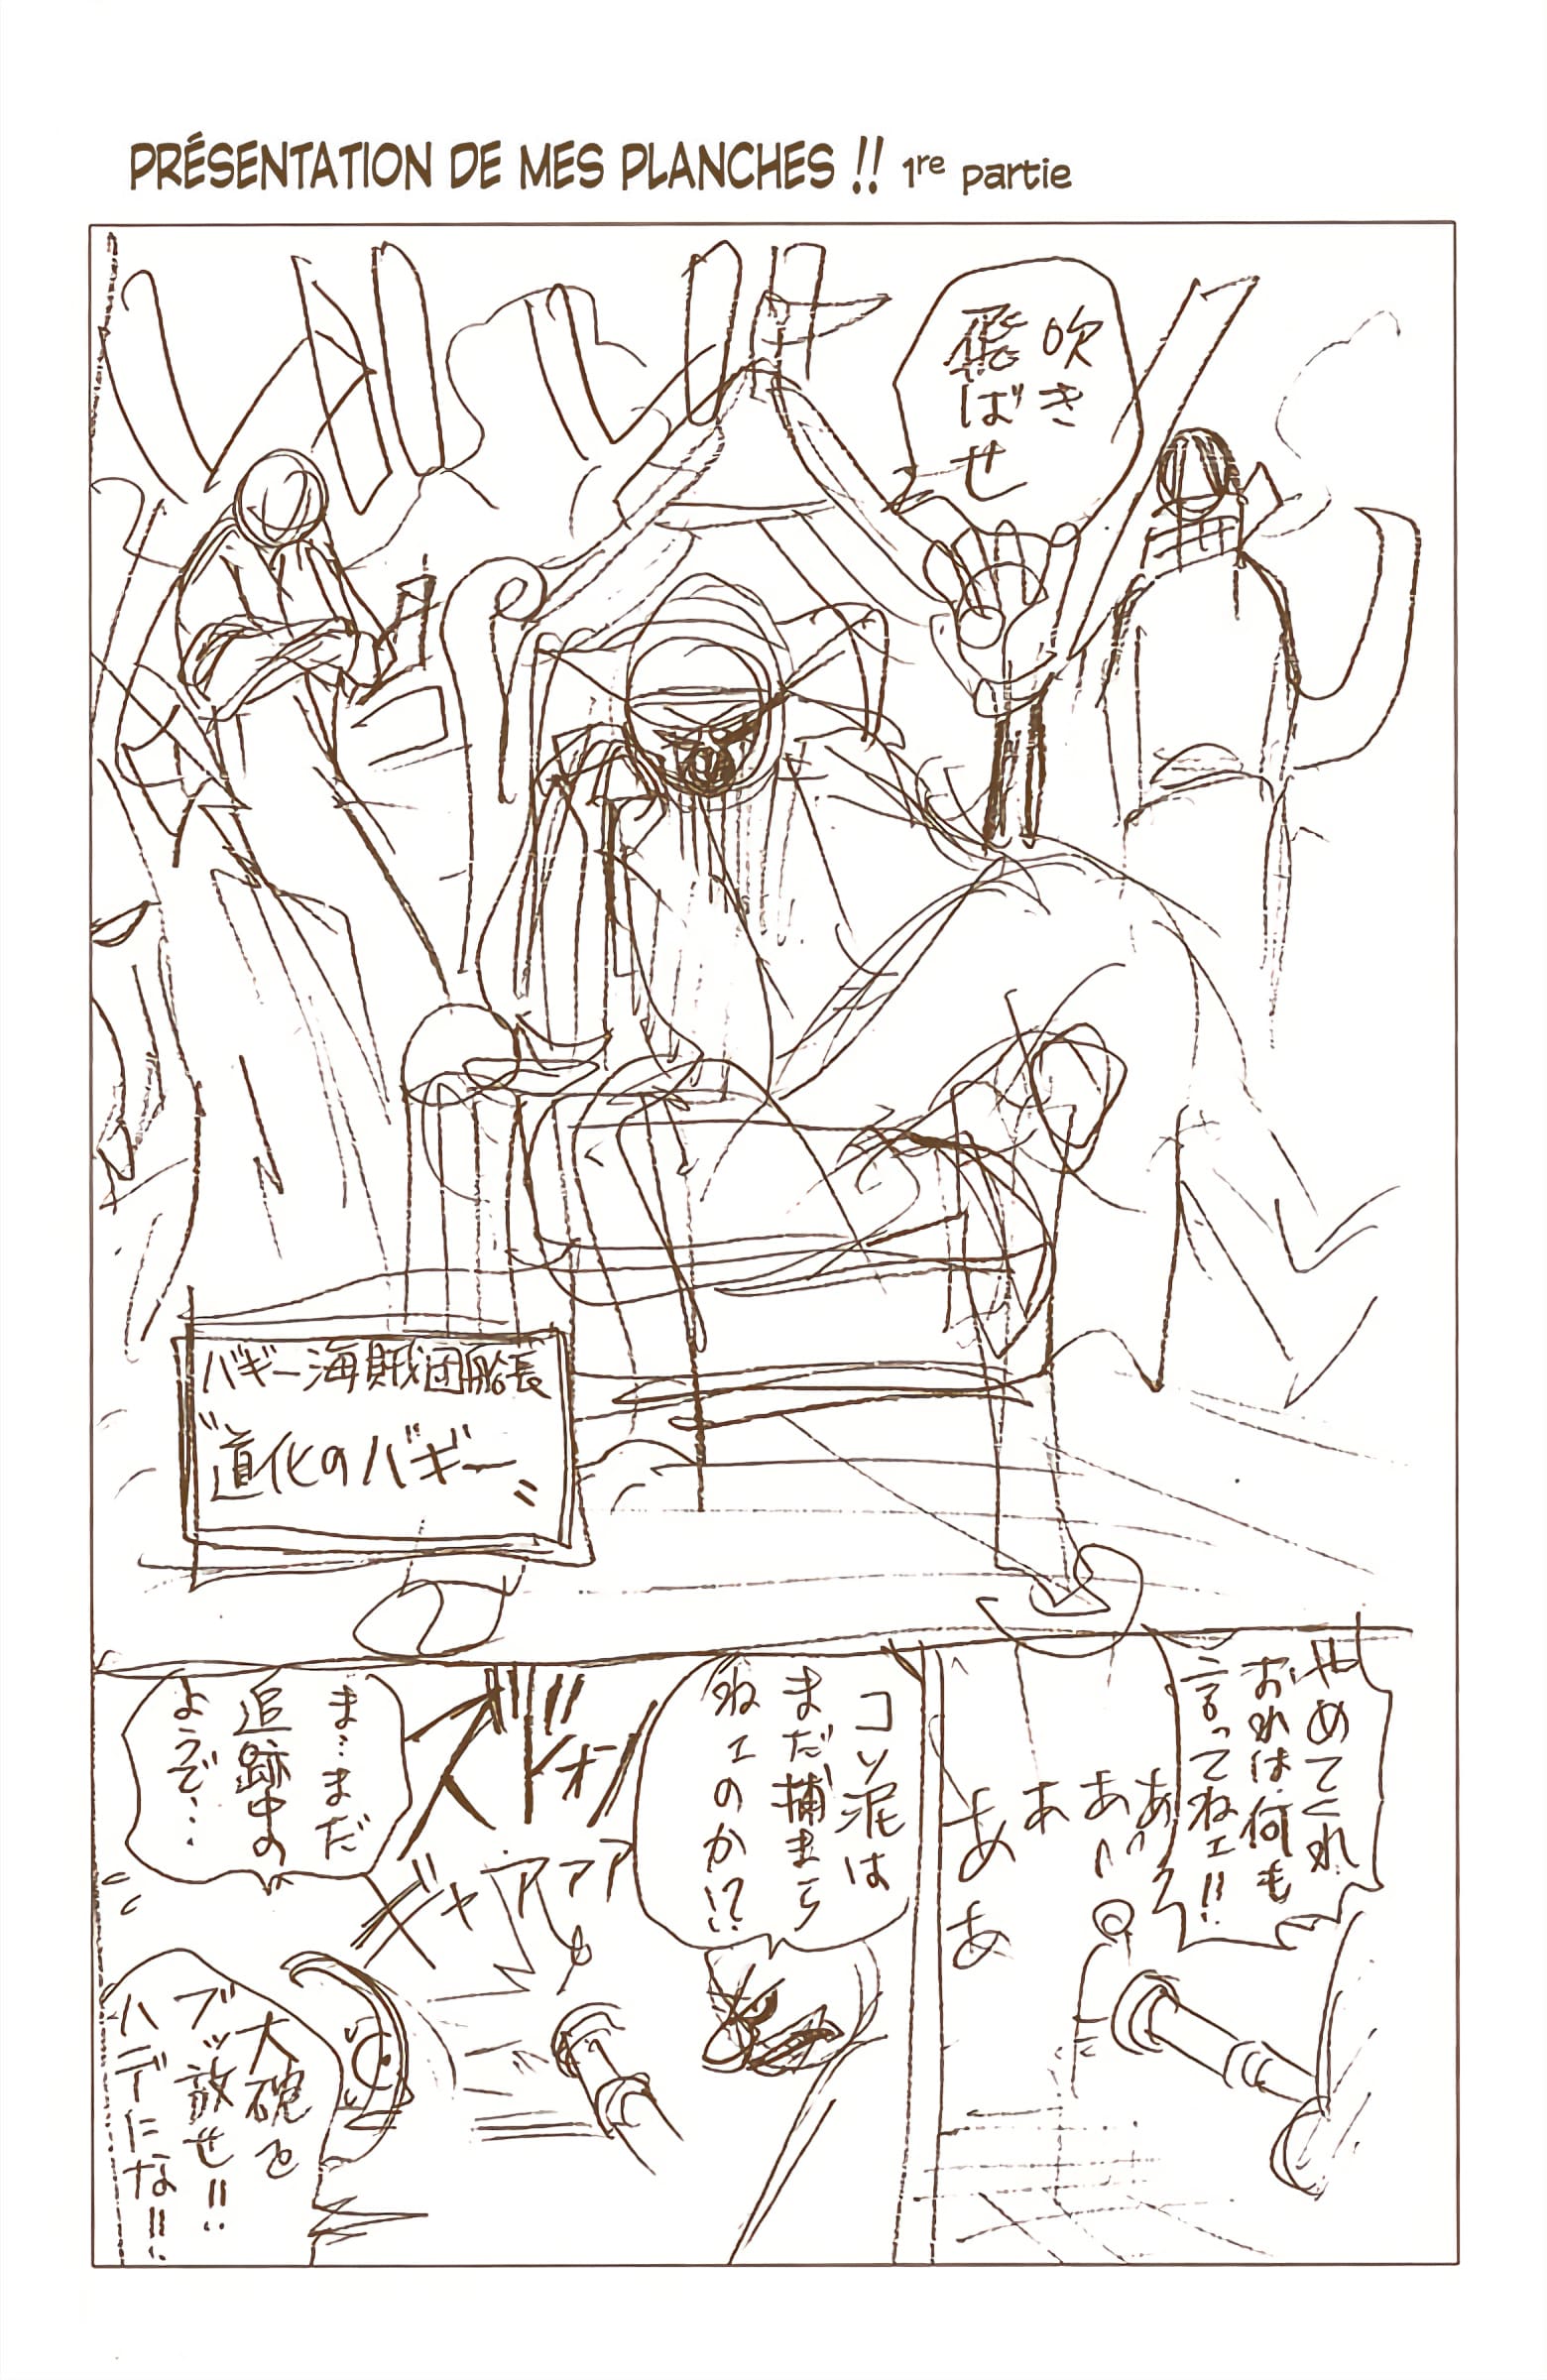 PRÉSENTATION DE MES PLANCHES !! 1re partie
吹き
飛ばせ
バギー海賊団船長
“道化のバギー„
やめてくれ
おれは何も
言ってねェ!!
ああああああ
コソ泥は
まだ捕まら
ねェのか!?
ズドォン
ギャアアア
ま…まだ
追跡中の
ようで…
大砲を
ブッ放せ!!
ハデにな!!